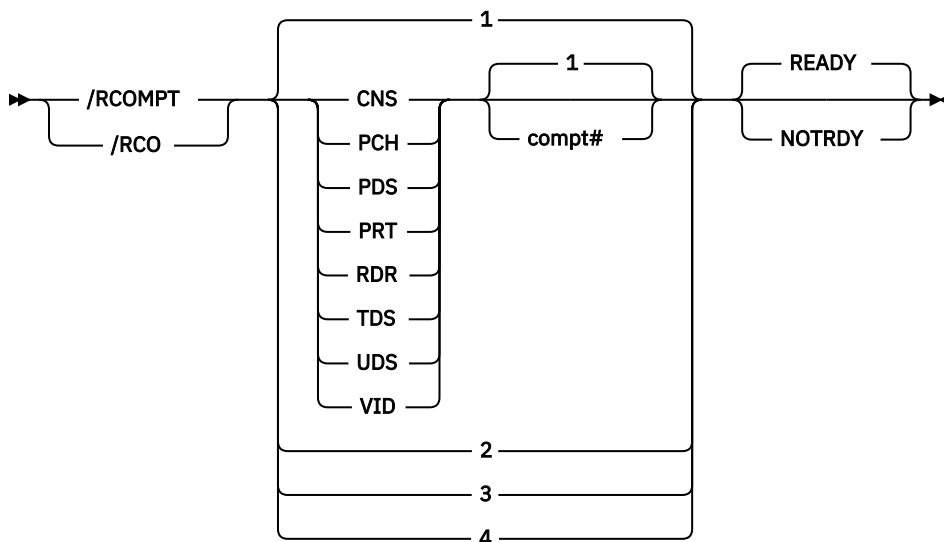 1
1 READY
/RCOMPT CNS
/RCO PCH compt# NOTRDY
PDS
PRT
RDR
TDS
UDS
VID
2
3
4